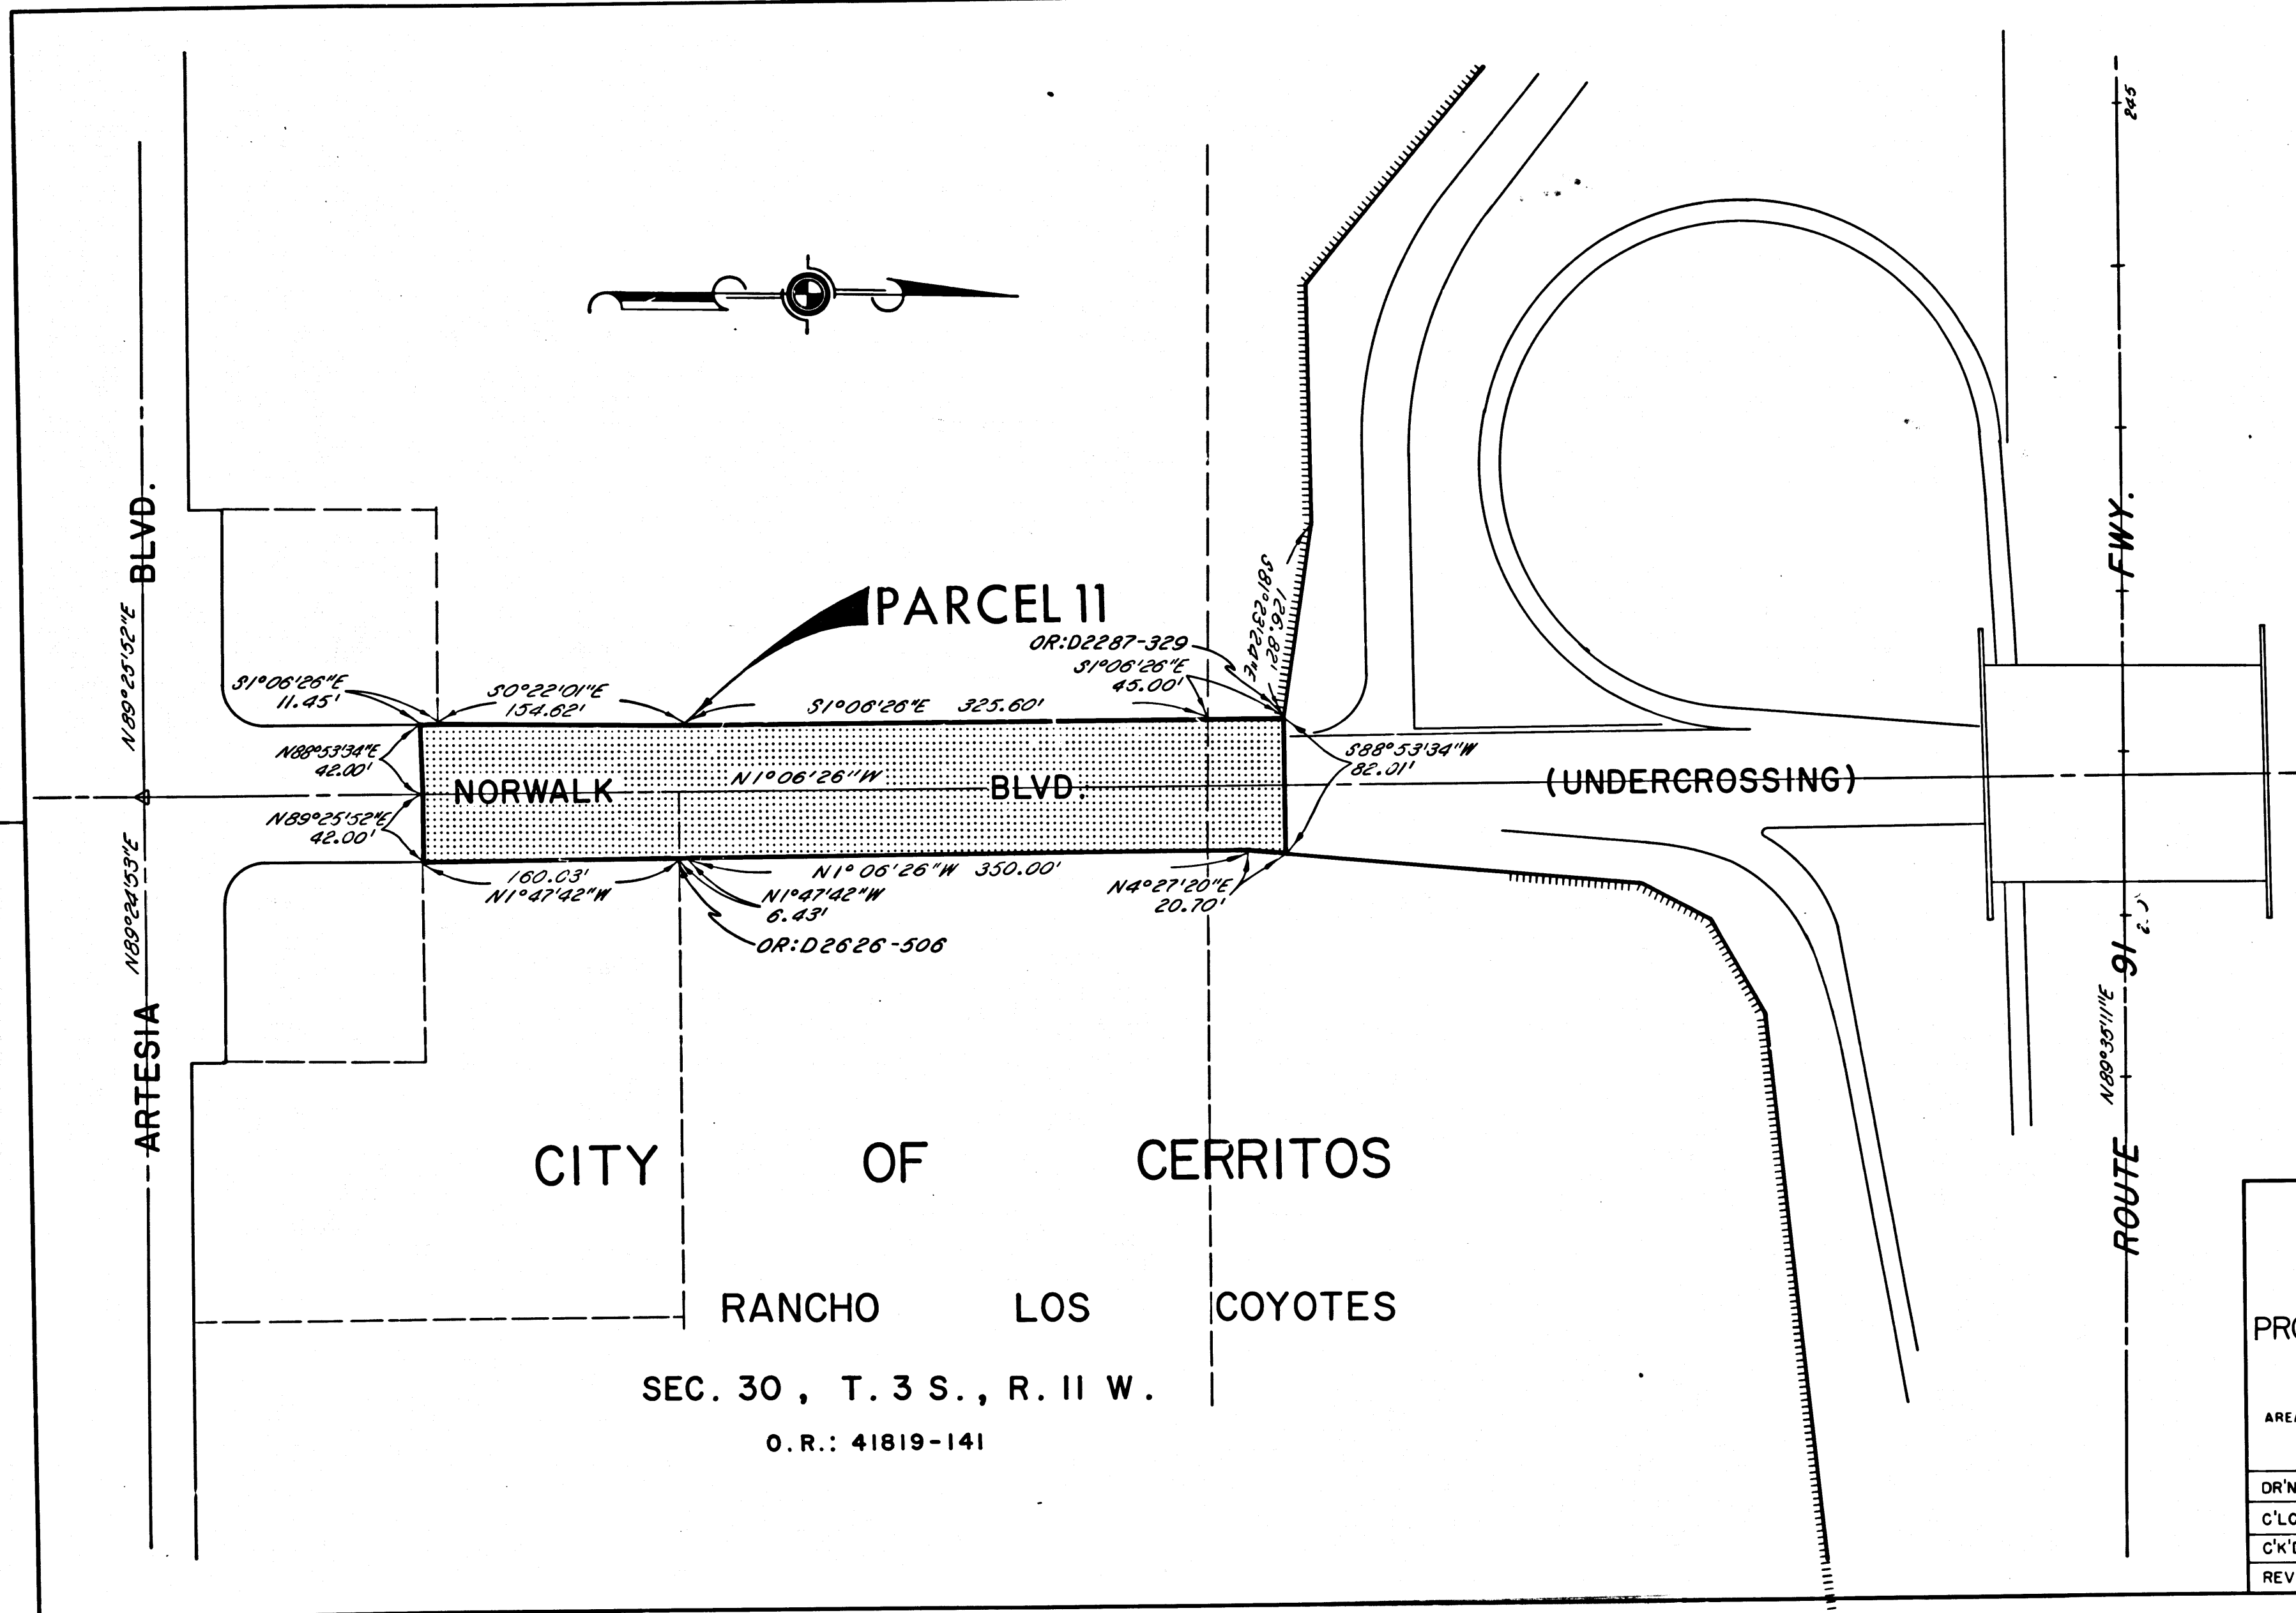 245
FWY.
ROUTE 91
N89°35'11"E
N89°25'52"E
BLVD.
N89°24'53"E
ARTESIA
PARCEL 11
OR:D2287-329
S1°06'26"E
45.00'
S81°23'24"E
126.82'
S1°06'26"E
11.45'
S0°22'01"E
154.62'
S1°06'26"E 325.60'
N88°53'34"E
42.00'
S88°53'34"W
82.01'
NORWALK
N1°06'26"W
BLVD.
(UNDERCROSSING)
N89°25'52"E
42.00'
160.03'
N1°47'42"W
N1°06'26"W 350.00'
N1°47'42"W
6.43'
N4°27'20"E
20.70'
OR:D2626-506
CITY OF CERRITOS
RANCHO LOS COYOTES
SEC. 30 , T. 3 S. , R. 11 W.
O.R.: 41819-141
PRO
AREA
DR'N
C'LC
C'K'D
REV